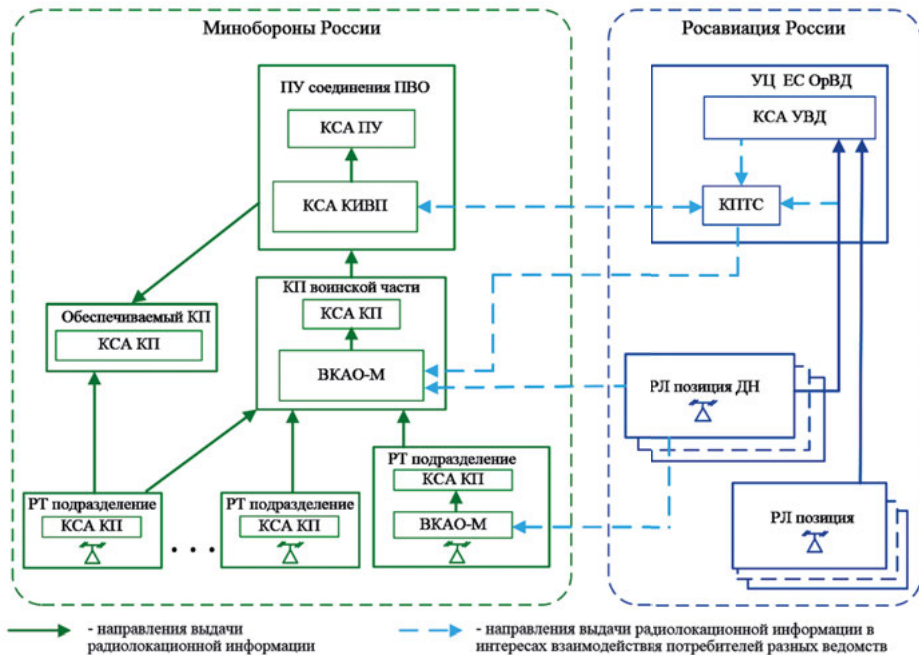 Минобороны России
ПУ соединения ПВО
КСА ПУ
КСА КИВП
КП воинской части
КСА КП
ВКАО-М
Обеспечиваемый КП
КСА КП
РТ подразделение
КСА КП
. . .
РТ подразделение
КСА КП
РТ подразделение
КСА КП
ВКАО-М
Росавиация России
УЦ ЕС ОрВД
КСА УВД
КПТС
РЛ позиция ДН
РЛ позиция
- направления выдачи
радиолокационной информации
- направления выдачи радиолокационной информации в
интересах взаимодействия потребителей разных ведомств